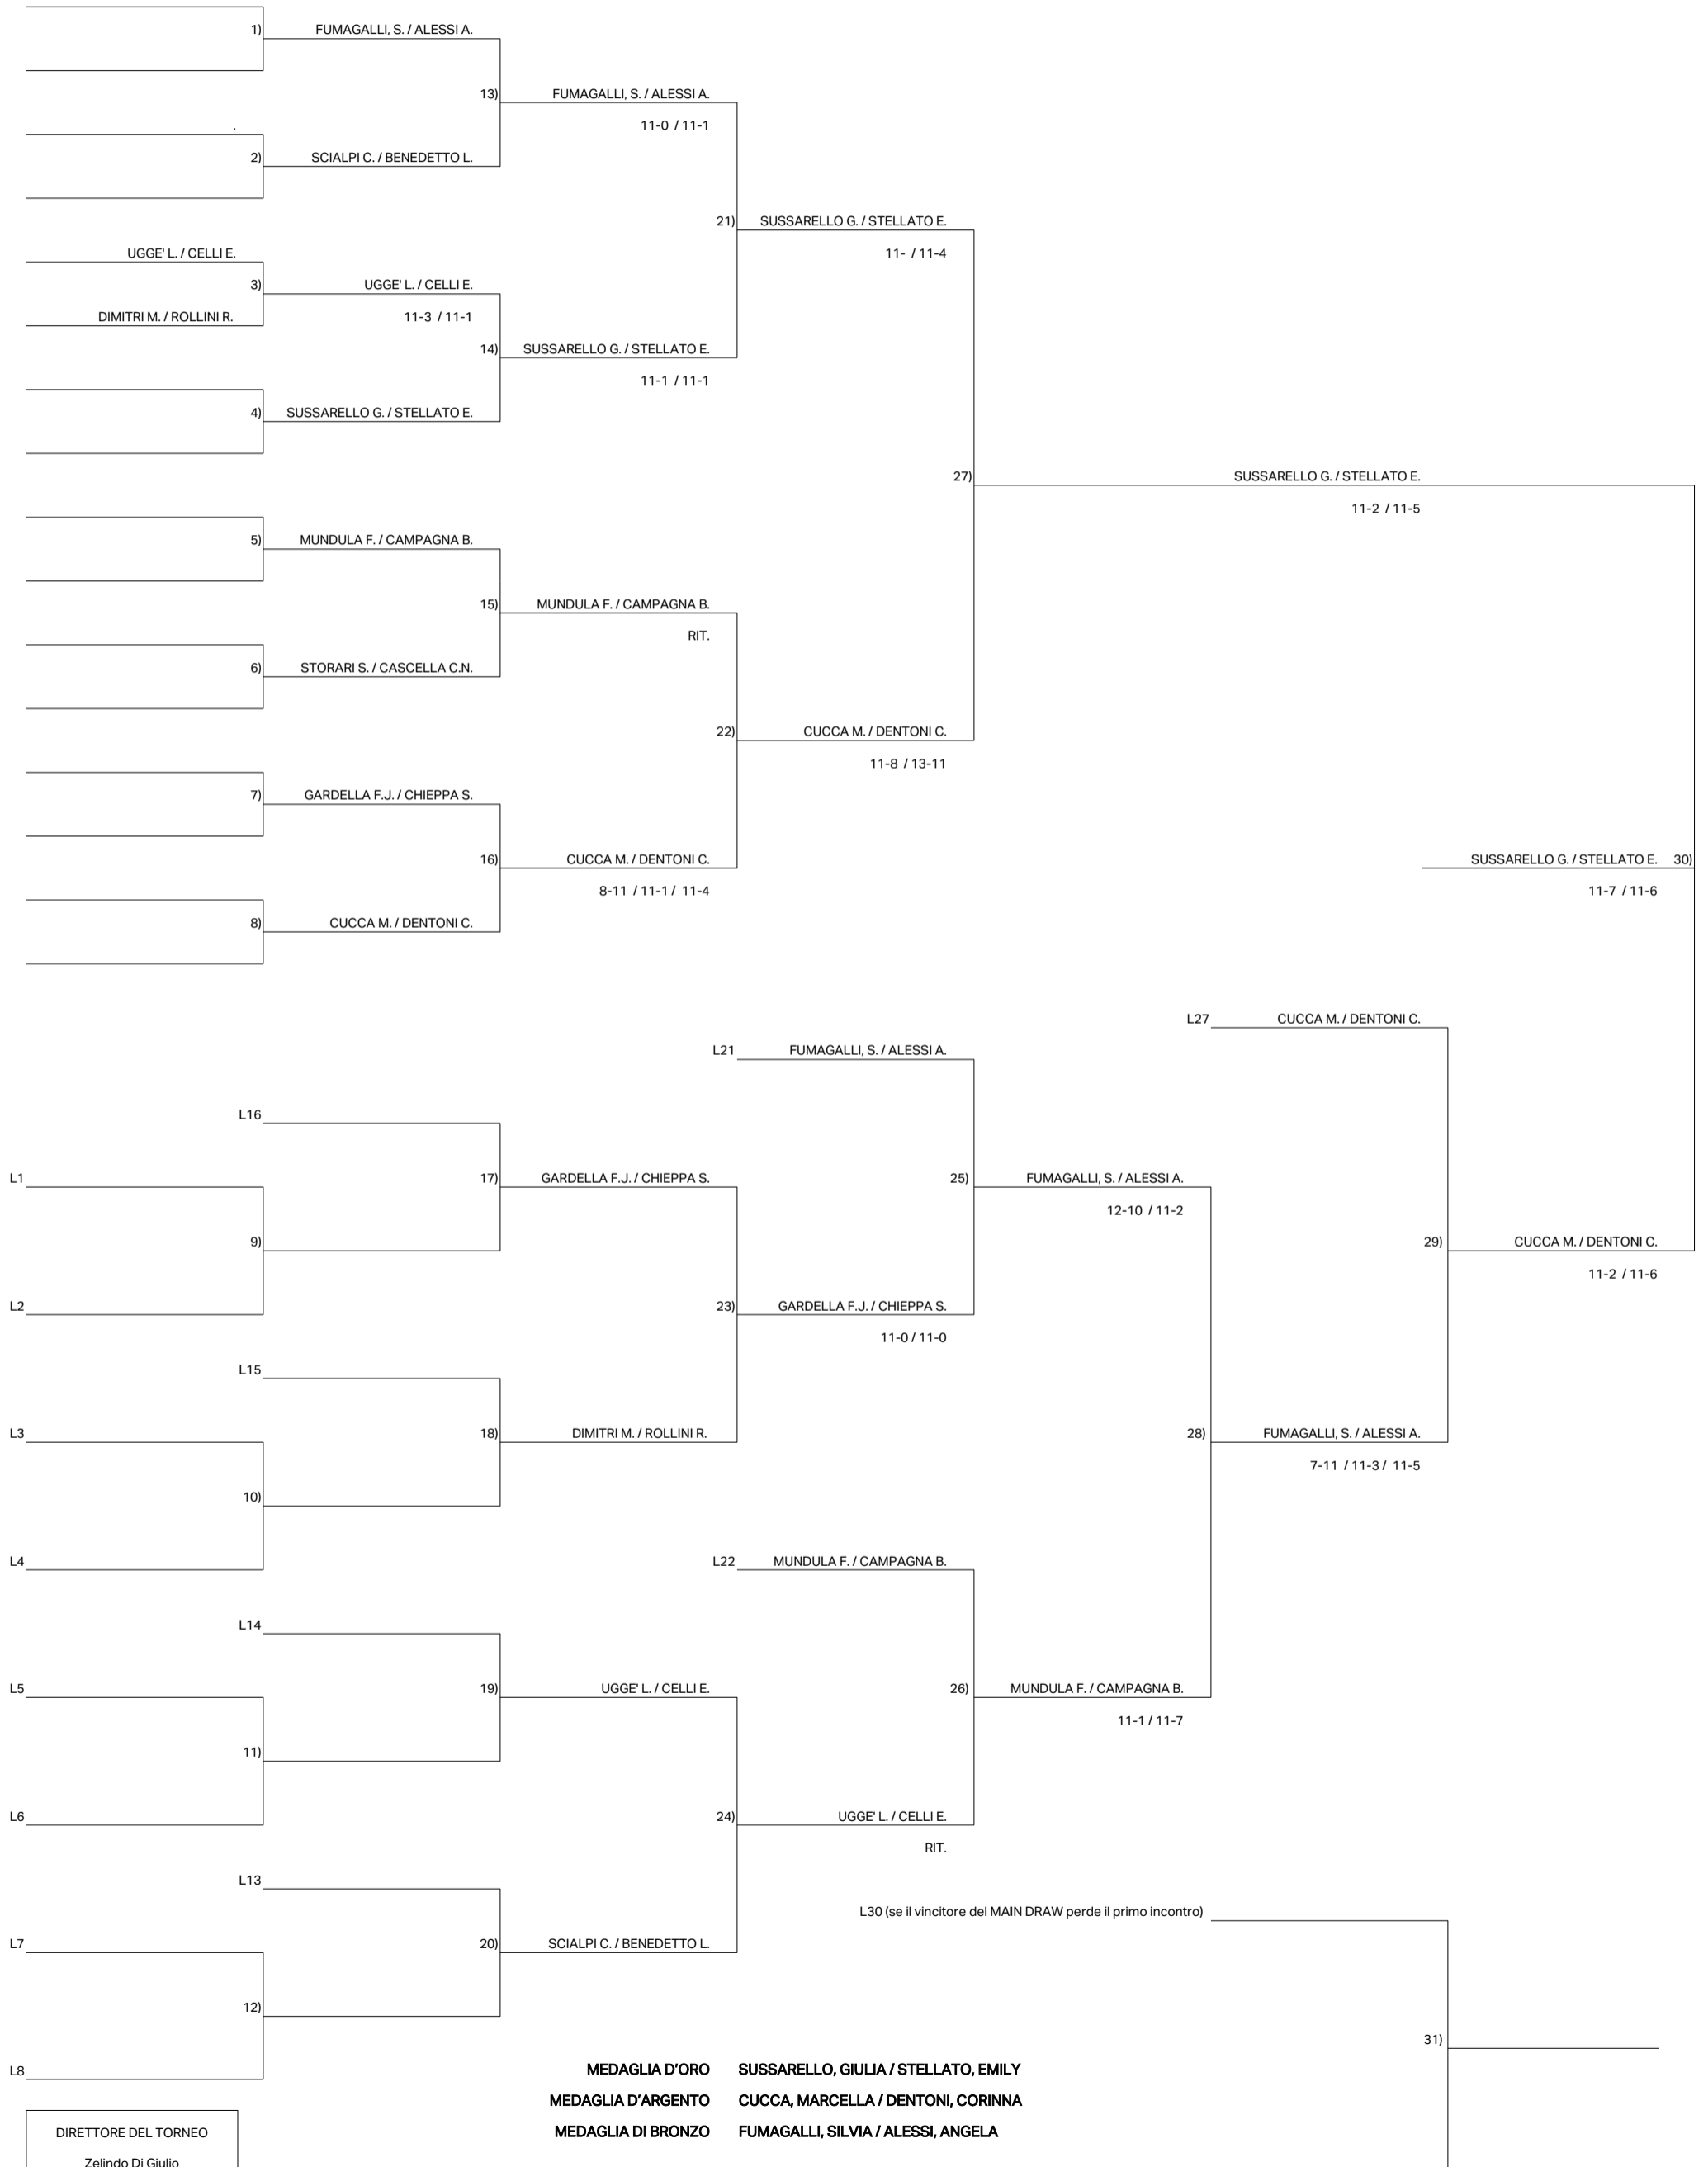 1) FUMAGALLI, S. / ALESSI A.
13) FUMAGALLI, S. / ALESSI A.
11-0 / 11-1
.
2) SCIALPI C. / BENEDETTO L.
21) SUSSARELLO G. / STELLATO E.
11- / 11-4
UGGE' L. / CELLI E.
3) UGGE' L. / CELLI E.
DIMITRI M. / ROLLINI R.
11-3 / 11-1
14) SUSSARELLO G. / STELLATO E.
11-1 / 11-1
4) SUSSARELLO G. / STELLATO E.
27) SUSSARELLO G. / STELLATO E.
11-2 / 11-5
5) MUNDULA F. / CAMPAGNA B.
15) MUNDULA F. / CAMPAGNA B.
RIT.
6) STORARI S. / CASCELLA C.N.
22) CUCCA M. / DENTONI C.
11-8 / 13-11
7) GARDELLA F.J. / CHIEPPA S.
16) CUCCA M. / DENTONI C.
8-11 / 11-1 / 11-4
SUSSARELLO G. / STELLATO E. 30)
11-7 / 11-6
8) CUCCA M. / DENTONI C.
L27 CUCCA M. / DENTONI C.
L21 FUMAGALLI, S. / ALESSI A.
L16
L1
17) GARDELLA F.J. / CHIEPPA S.
25) FUMAGALLI, S. / ALESSI A.
12-10 / 11-2
9)
29) CUCCA M. / DENTONI C.
11-2 / 11-6
L2
23) GARDELLA F.J. / CHIEPPA S.
11-0 / 11-0
L15
L3
18) DIMITRI M. / ROLLINI R.
28) FUMAGALLI, S. / ALESSI A.
7-11 / 11-3 / 11-5
10)
L4
L22 MUNDULA F. / CAMPAGNA B.
L14
L5
19) UGGE' L. / CELLI E.
26) MUNDULA F. / CAMPAGNA B.
11-1 / 11-7
11)
L6
24) UGGE' L. / CELLI E.
RIT.
L13
L30 (se il vincitore del MAIN DRAW perde il primo incontro)
L7
20) SCIALPI C. / BENEDETTO L.
12)
31)
L8
MEDAGLIA D'ORO SUSSARELLO, GIULIA / STELLATO, EMILY
MEDAGLIA D'ARGENTO CUCCA, MARCELLA / DENTONI, CORINNA
MEDAGLIA DI BRONZO FUMAGALLI, SILVIA / ALESSI, ANGELA
DIRETTORE DEL TORNEO
Zelindo Di Giulio